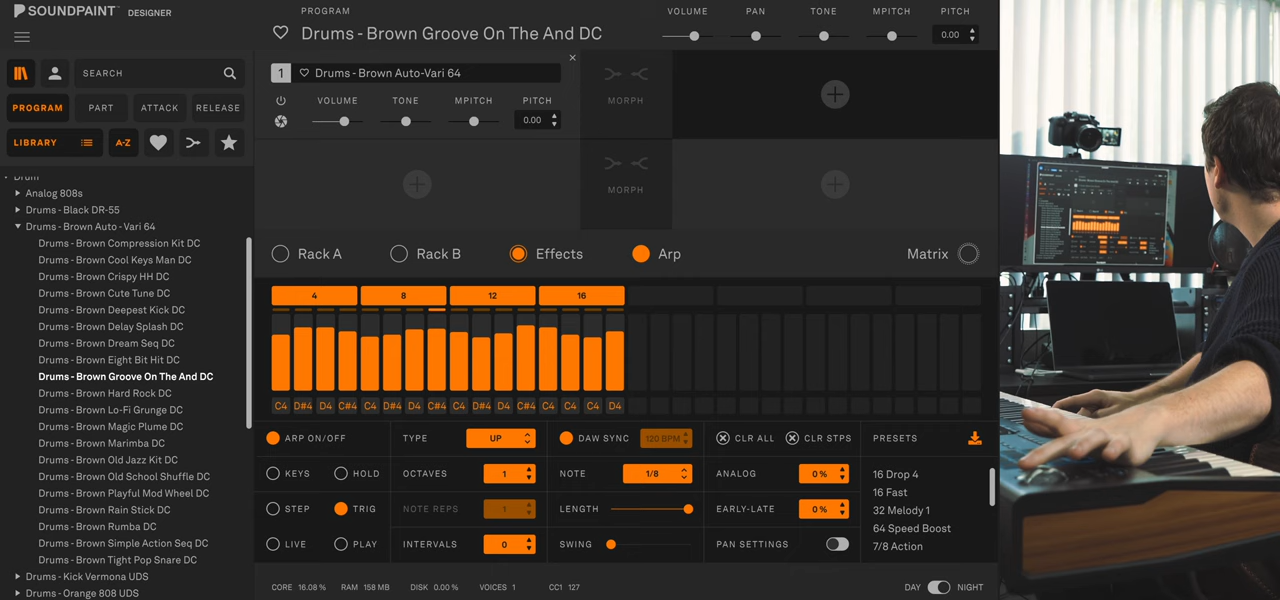 SOUNDPAINT DESIGNER
SEARCH
PROGRAM PART ATTACK RELEASE
LIBRARY A-Z
Drum
Analog 808s
Drums - Black DR-55
Drums - Brown Auto - Vari 64
Drums - Brown Compression Kit DC
Drums - Brown Cool Keys Man DC
Drums - Brown Crispy HH DC
Drums - Brown Cute Tune DC
Drums - Brown Deepest Kick DC
Drums - Brown Delay Splash DC
Drums - Brown Dream Seq DC
Drums - Brown Eight Bit Hit DC
Drums - Brown Groove On The And DC
Drums - Brown Hard Rock DC
Drums - Brown Lo-Fi Grunge DC
Drums - Brown Magic Plume DC
Drums - Brown Marimba DC
Drums - Brown Old Jazz Kit DC
Drums - Brown Old School Shuffle DC
Drums - Brown Playful Mod Wheel DC
Drums - Brown Rain Stick DC
Drums - Brown Rumba DC
Drums - Brown Simple Action Seq DC
Drums - Brown Tight Pop Snare DC
Drums - Kick Vermona UDS
Drums - Orange 808 UDS
PROGRAM
Drums - Brown Groove On The And DC
VOLUME PAN TONE MPITCH PITCH
0.00
1 Drums - Brown Auto-Vari 64
VOLUME TONE MPITCH PITCH
0.00
MORPH
MORPH
Rack A Rack B Effects Arp Matrix
4 8 12 16
C4 D#4 D4 C#4 C4 D#4 D4 C#4 C4 D#4 D4 C#4 C4 C4 C4 D4
ARP ON/OFF TYPE UP DAW SYNC 120 BPM CLR ALL CLR STPS PRESETS
KEYS HOLD OCTAVES 1 NOTE 1/8 ANALOG 0 %
STEP TRIG NOTE REPS 1 LENGTH EARLY-LATE 0 %
LIVE PLAY INTERVALS 0 SWING PAN SETTINGS
16 Drop 4
16 Fast
32 Melody 1
64 Speed Boost
7/8 Action
CORE 16.08 % RAM 158 MB DISK 0.00 % VOICES 1 CC1 127 DAY NIGHT